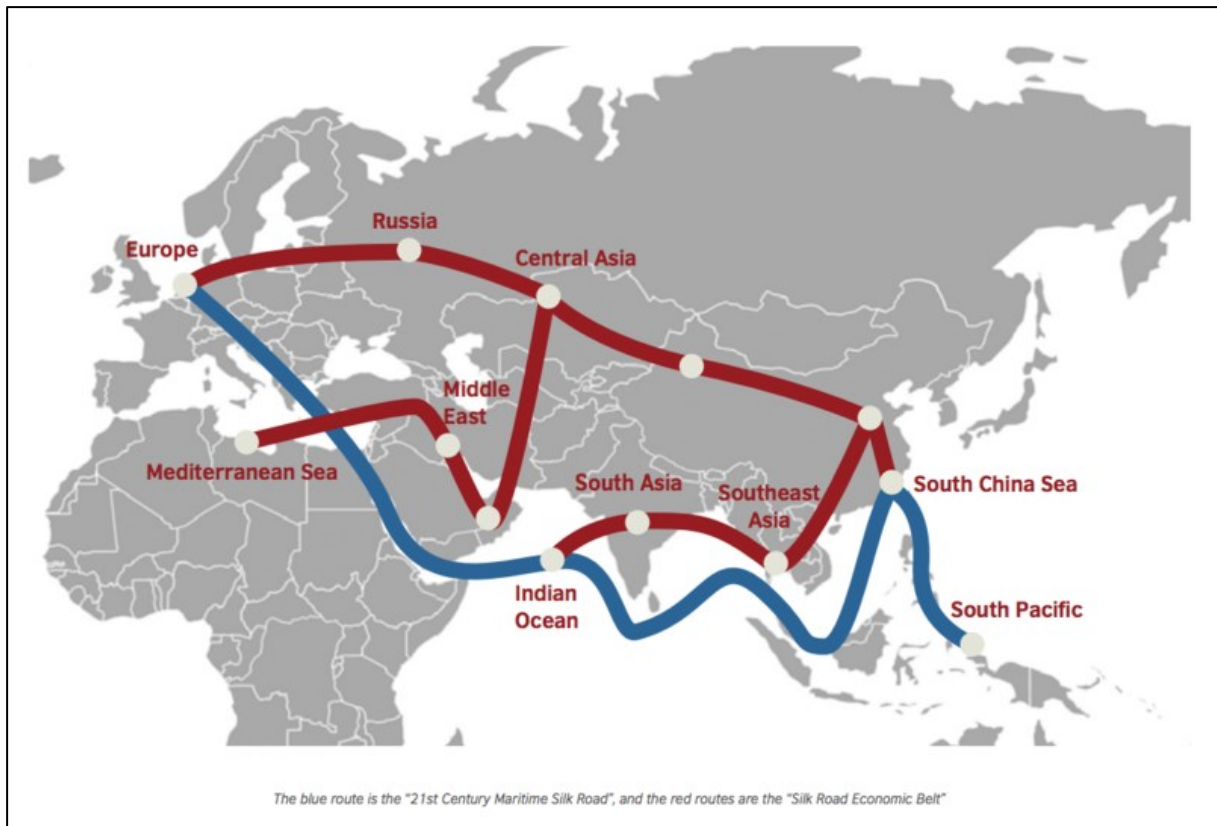 Russia
Europe
Central Asia
Middle
East
Mediterranean Sea
South Asia
Southeast
Asia
South China Sea
Indian
Ocean
South Pacific
The blue route is the “21st Century Maritime Silk Road”, and the red routes are the “Silk Road Economic Belt”